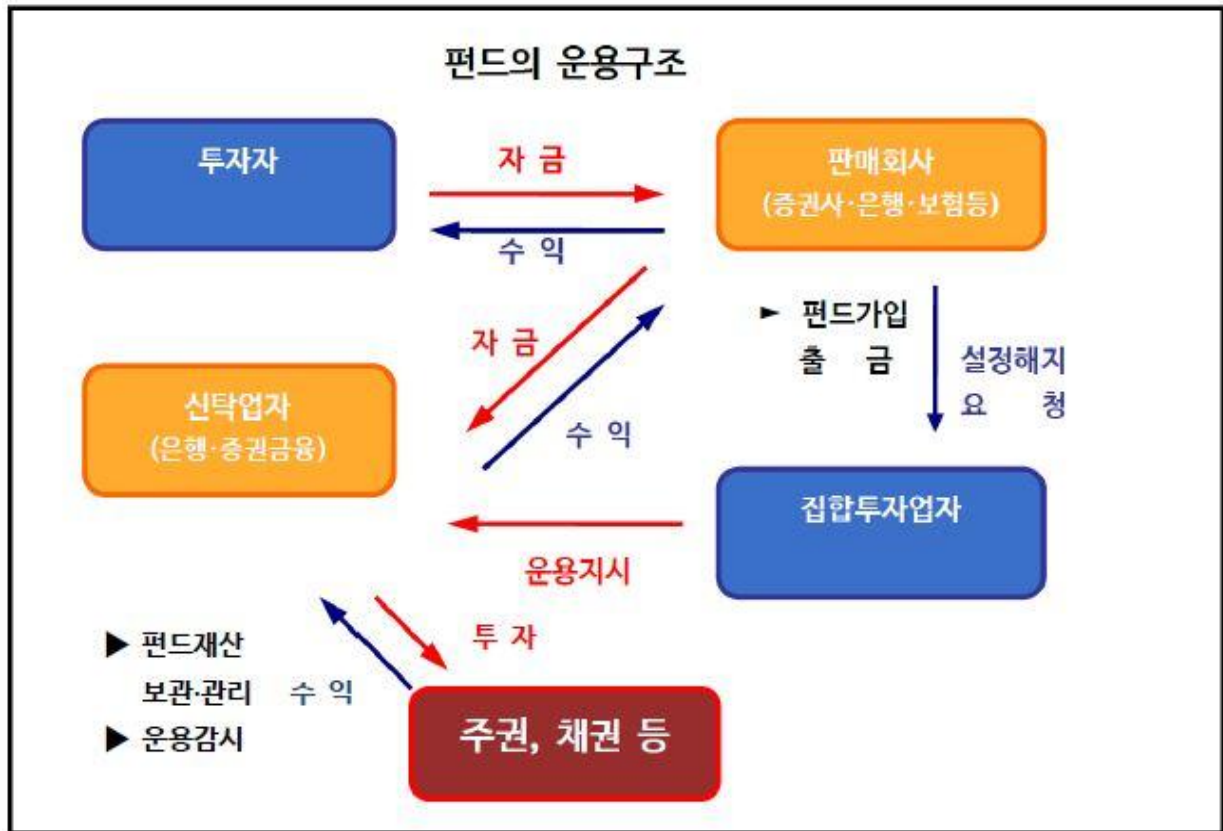 펀드의 운용구조
투자자
자 금
판매회사
(증권사·은행·보험등)
수 익
► 펀드가입
출 금
설정해지
요 청
자 금
수 익
신탁업자
(은행·증권금융)
집합투자업자
운용지시
투 자
▶ 펀드재산
보관·관리
수 익
▶ 운용감시
주권, 채권 등